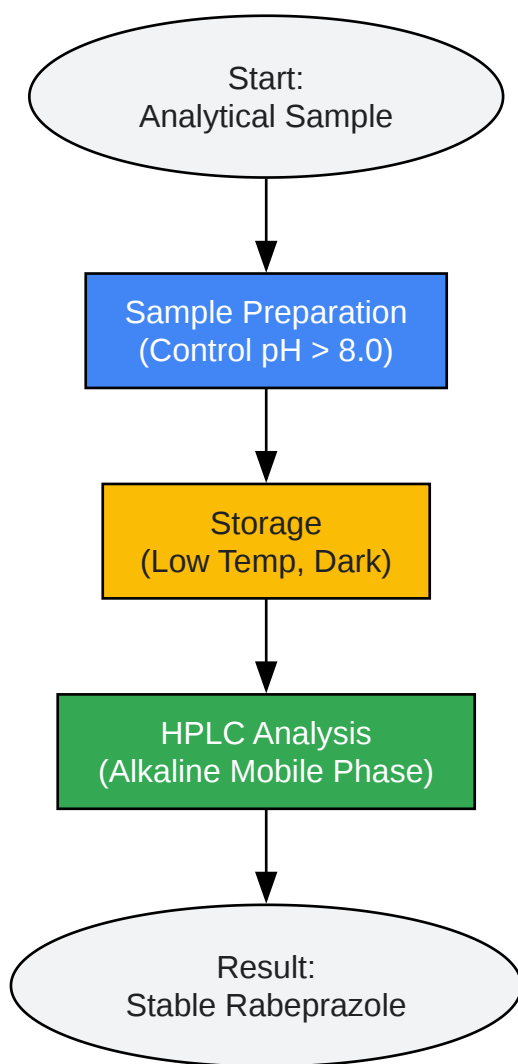 Start:
Analytical Sample
Sample Preparation
(Control pH > 8.0)
Storage
(Low Temp, Dark)
HPLC Analysis
(Alkaline Mobile Phase)
Result:
Stable Rabeprazole